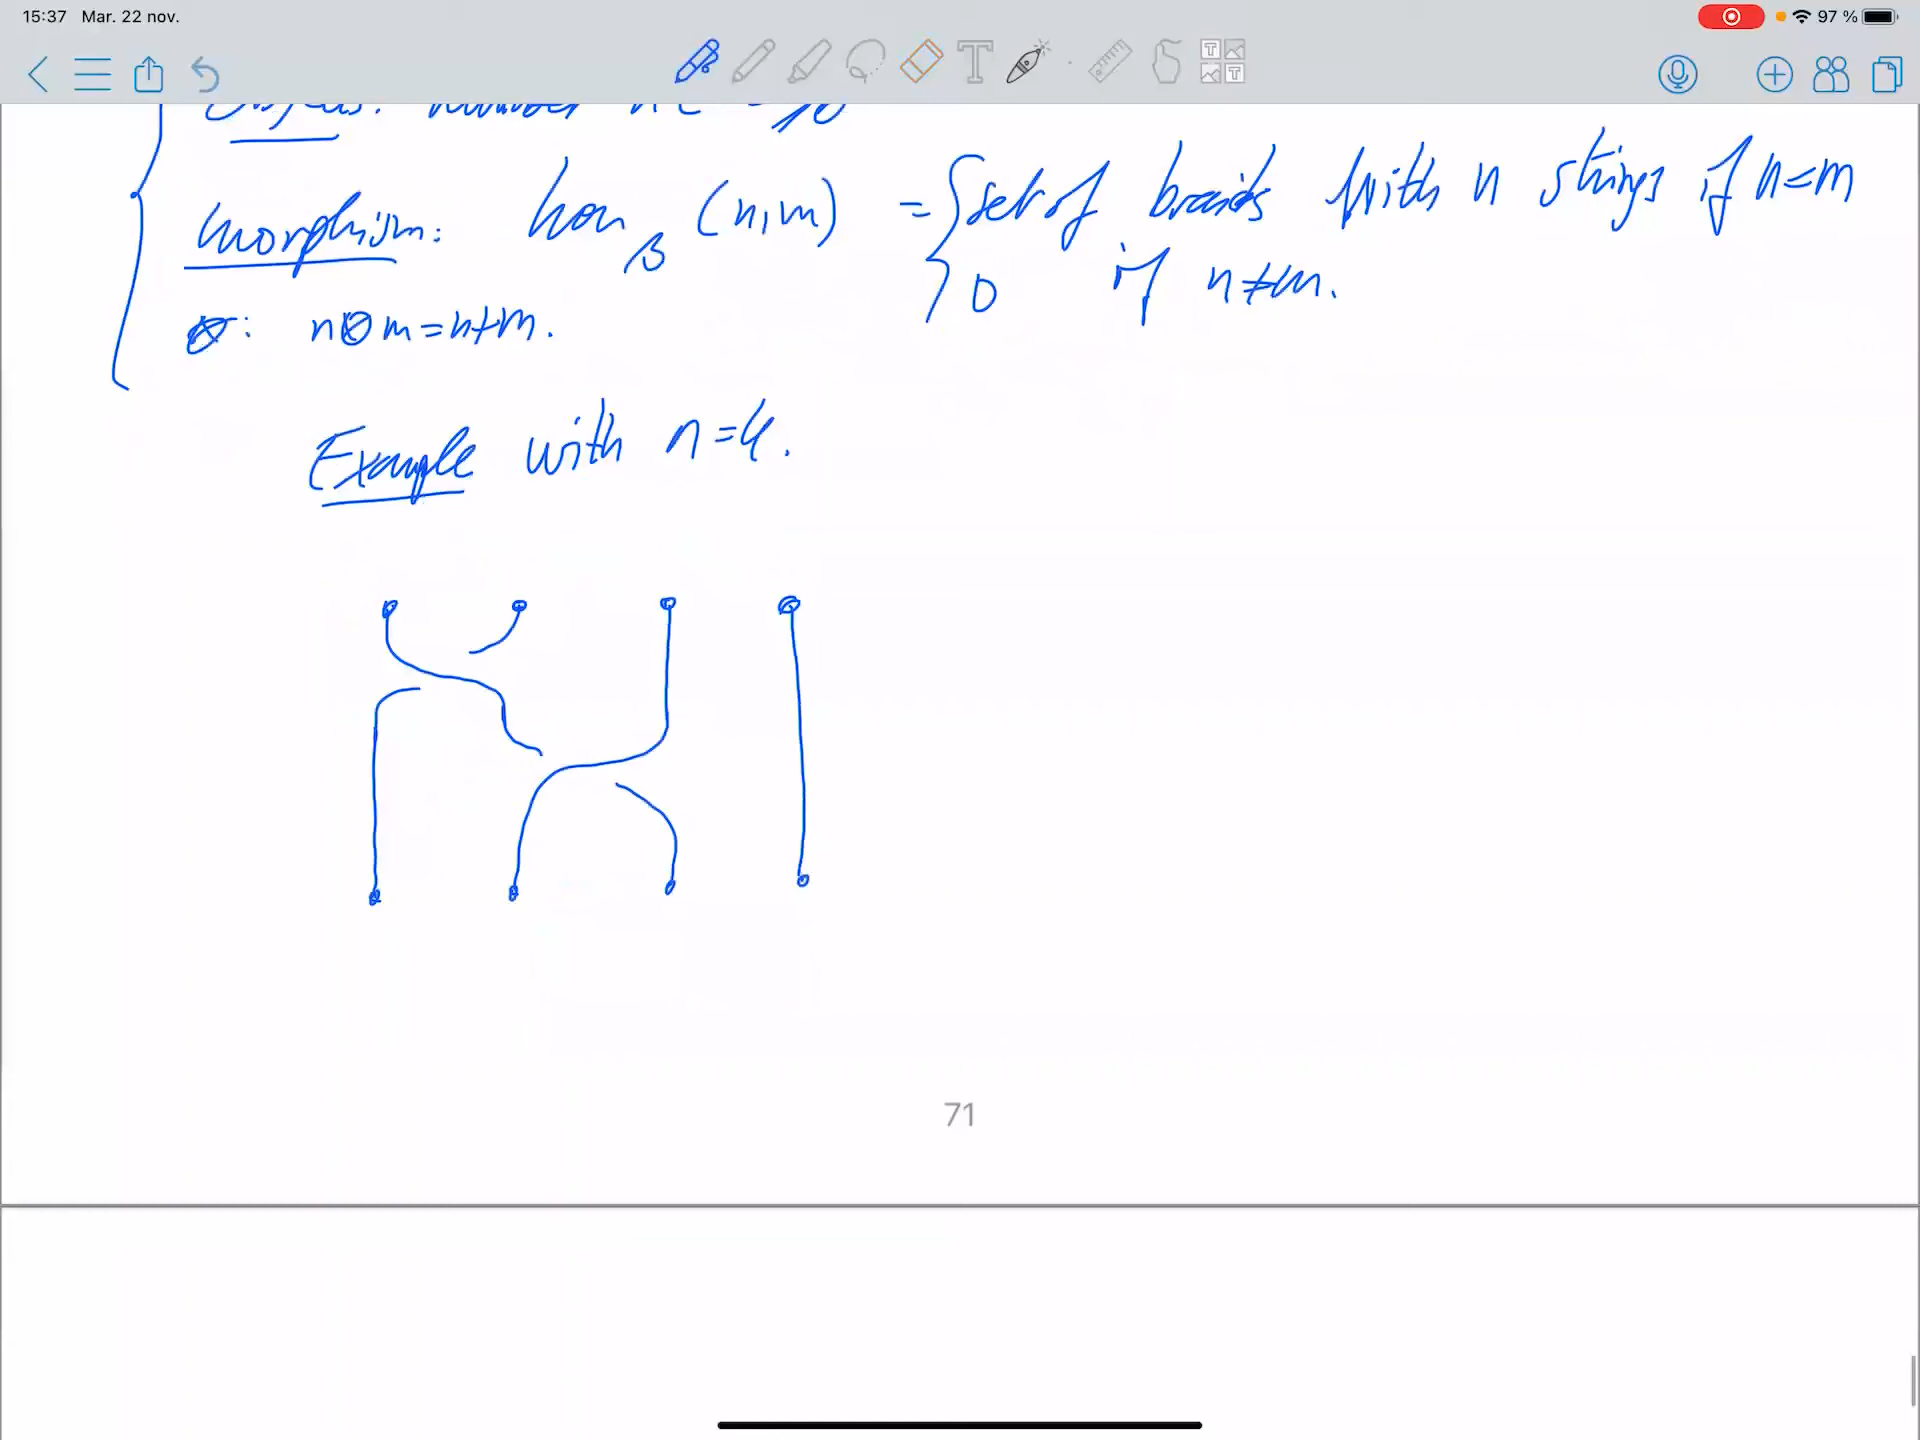 15:37 Mar. 22 nov.
97 %
number n ∈
morphism: hom_B (n,m) = { set of braids with n strings if n=m
0 if n≠m.
⊗: n⊗m=n+m.
Example with n=4.
71